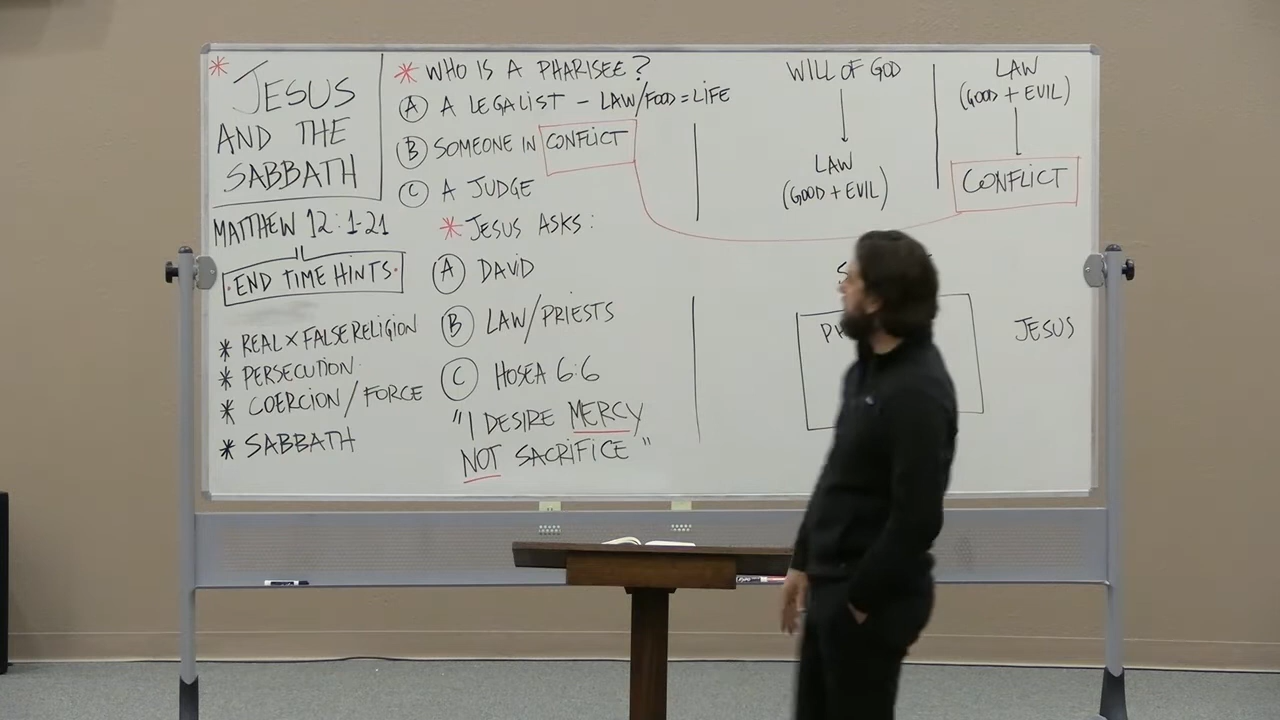 * JESUS
AND THE
SABBATH
MATTHEW 12:1-21
• END TIME HINTS •
* REAL x FALSE RELIGION
* PERSECUTION
* COERCION/FORCE
* SABBATH
* WHO IS A PHARISEE?
(A) A LEGALIST - LAW/FOOD = LIFE
(B) SOMEONE IN CONFLICT
(C) A JUDGE
* JESUS ASKS:
(A) DAVID
(B) LAW/PRIESTS
(C) HOSEA 6:6
"I DESIRE MERCY
NOT SACRIFICE"
WILL OF GOD
LAW
(GOOD + EVIL)
LAW
(GOOD + EVIL)
CONFLICT
JESUS